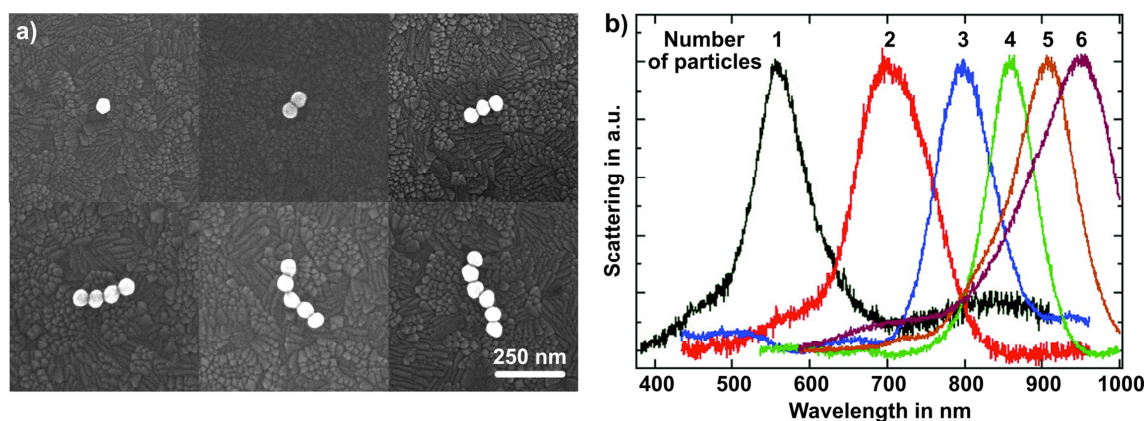 a)
250 nm
b)
Number
of particles
1 2 3 4 5 6
Scattering in a.u.
400 500 600 700 800 900 1000
Wavelength in nm